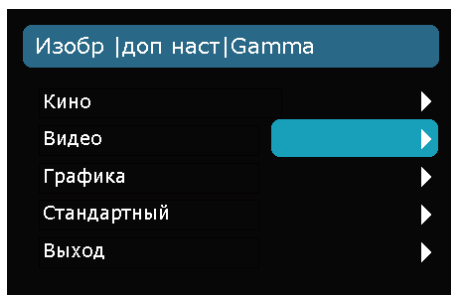 Изобр |доп наст|Gamma
Кино
Видео
Графика
Стандартный
Выход